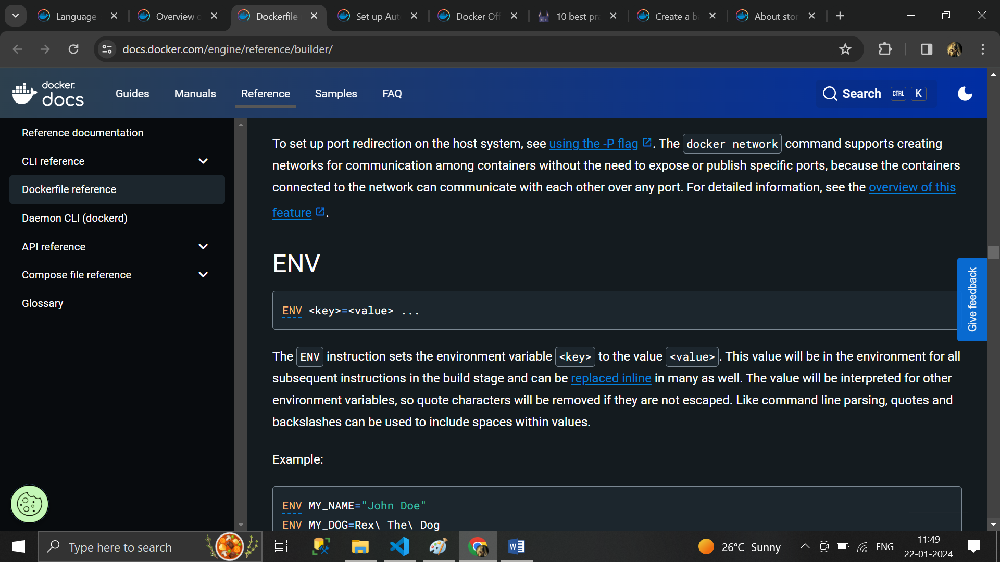 Language-
Overview c
Dockerfile
Set up Aut
Docker Off
10 best pra
Create a ba
About stor
docs.docker.com/engine/reference/builder/
docker
docs
Guides
Manuals
Reference
Samples
FAQ
Search
CTRL
K
Reference documentation
CLI reference
Dockerfile reference
Daemon CLI (dockerd)
API reference
Compose file reference
Glossary
To set up port redirection on the host system, see using the -P flag. The docker network command supports creating
networks for communication among containers without the need to expose or publish specific ports, because the containers
connected to the network can communicate with each other over any port. For detailed information, see the overview of this
feature.
ENV
ENV <key>=<value> ...
The ENV instruction sets the environment variable <key> to the value <value>. This value will be in the environment for all
subsequent instructions in the build stage and can be replaced inline in many as well. The value will be interpreted for other
environment variables, so quote characters will be removed if they are not escaped. Like command line parsing, quotes and
backslashes can be used to include spaces within values.
Example:
ENV MY_NAME="John Doe"
ENV MY_DOG=Rex\ The\ Dog
Give feedback
Type here to search
26°C Sunny
ENG
11:49
22-01-2024